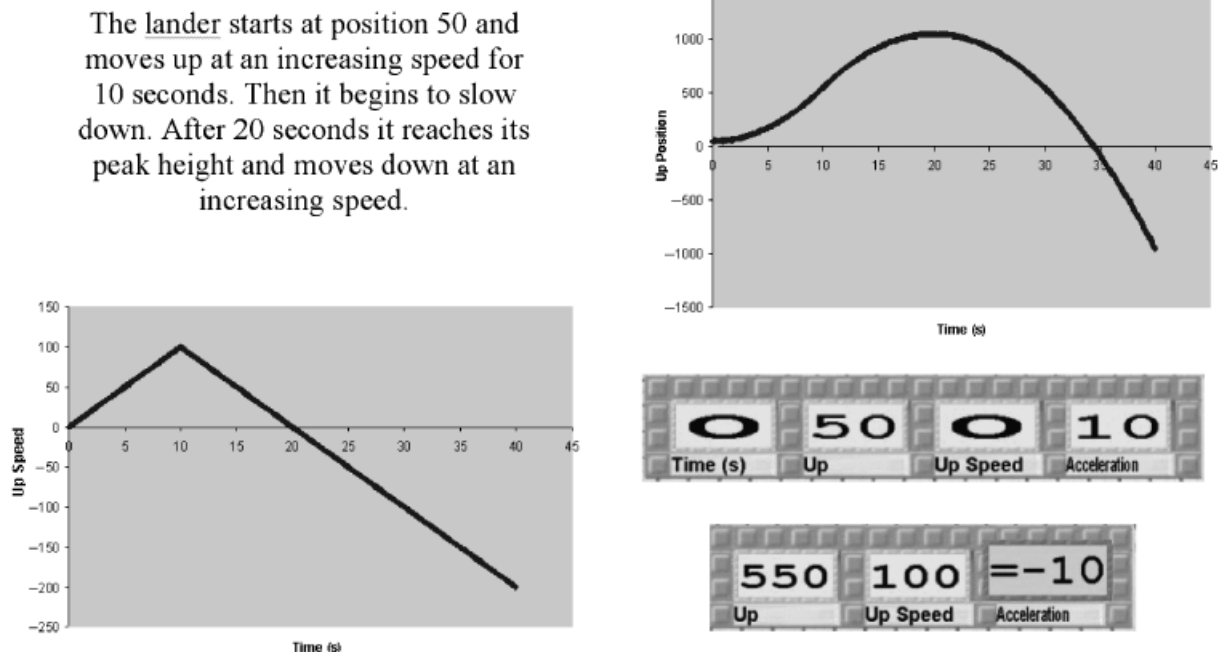 The lander starts at position 50 and
moves up at an increasing speed for
10 seconds. Then it begins to slow
down. After 20 seconds it reaches its
peak height and moves down at an
increasing speed.
1000
500
0
−500
−1000
−1500
Up Position
0 5 10 15 20 25 30 35 40 45
Time (s)
150
100
50
0
−50
−100
−150
−200
−250
Up Speed
0 5 10 15 20 25 30 35 40 45
Time (s)
0 50 0 10
Time (s) Up Up Speed Acceleration
550 100 =-10
Up Up Speed Acceleration